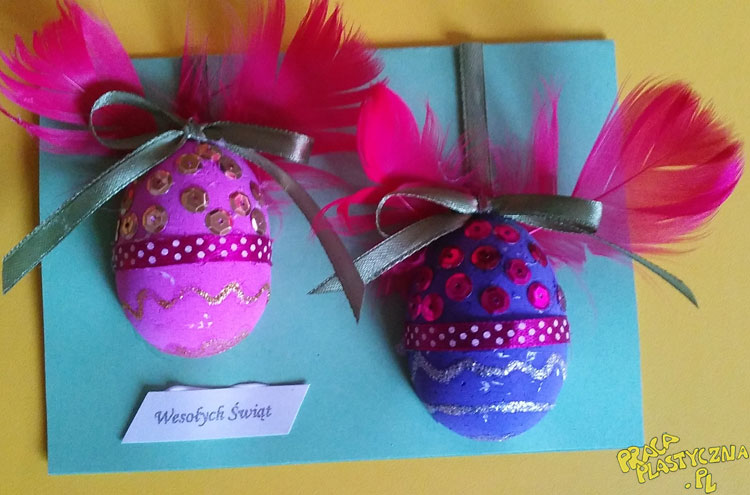 Wesołych Świąt
PRACA
PLASTYCZNA
.PL